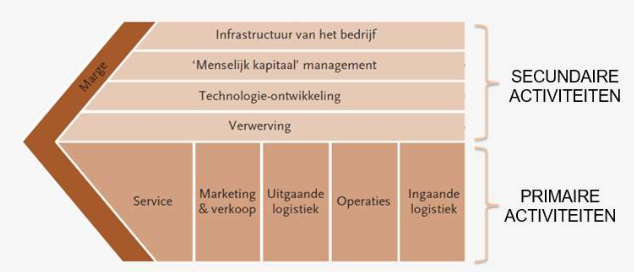 Marge
Infrastructuur van het bedrijf
‘Menselijk kapitaal’ management
Technologie-ontwikkeling
Verwerving
SECUNDAIRE
ACTIVITEITEN
Service
Marketing
& verkoop
Uitgaande
logistiek
Operaties
Ingaande
logistiek
PRIMAIRE
ACTIVITEITEN